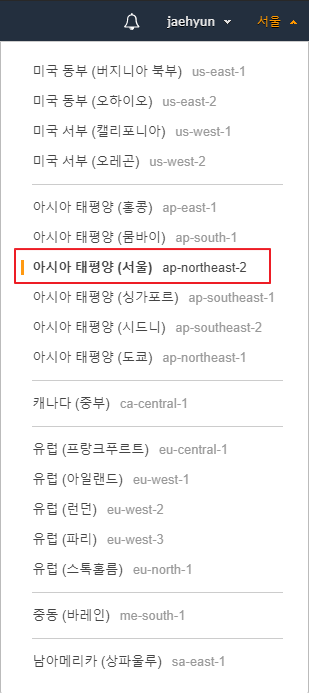 jaehyun 서울
미국 동부 (버지니아 북부) us-east-1
미국 동부 (오하이오) us-east-2
미국 서부 (캘리포니아) us-west-1
미국 서부 (오레곤) us-west-2
아시아 태평양 (홍콩) ap-east-1
아시아 태평양 (뭄바이) ap-south-1
아시아 태평양 (서울) ap-northeast-2
아시아 태평양 (싱가포르) ap-southeast-1
아시아 태평양 (시드니) ap-southeast-2
아시아 태평양 (도쿄) ap-northeast-1
캐나다 (중부) ca-central-1
유럽 (프랑크푸르트) eu-central-1
유럽 (아일랜드) eu-west-1
유럽 (런던) eu-west-2
유럽 (파리) eu-west-3
유럽 (스톡홀름) eu-north-1
중동 (바레인) me-south-1
남아메리카 (상파울루) sa-east-1